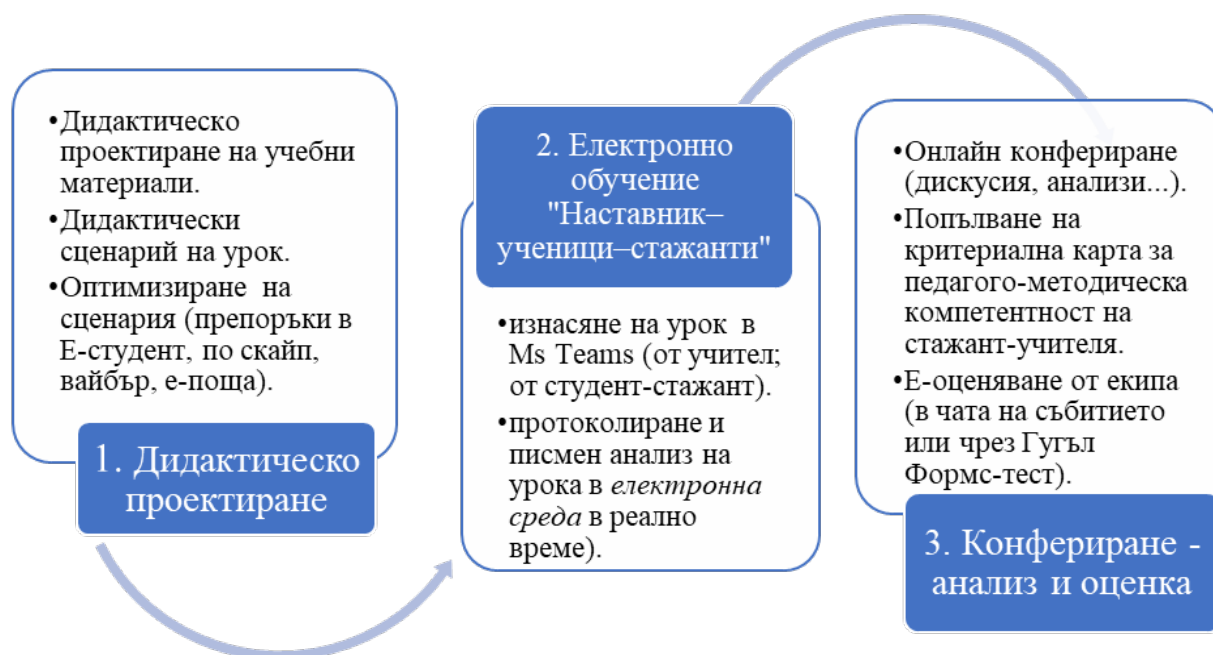 •Дидактическо
проектиране на учебни
материали.
•Дидактически
сценарий на урок.
•Оптимизиране на
сценария (препоръки в
Е-студент, по скайп,
вайбър, е-поща).
1. Дидактическо
проектиране
2. Електронно
обучение
"Наставник–
ученици–стажанти"
•изнасяне на урок в
Ms Teams (от учител;
от студент-стажант).
•протоколиране и
писмен анализ на
урока в електронна
среда в реално
време).
•Онлайн конфериране
(дискусия, анализи...).
•Попълване на
критериална карта за
педагого-методическа
компетентност на
стажант-учителя.
•Е-оценяване от екипа
(в чата на събитието
или чрез Гугъл
Формс-тест).
3. Конфериране -
анализ и оценка